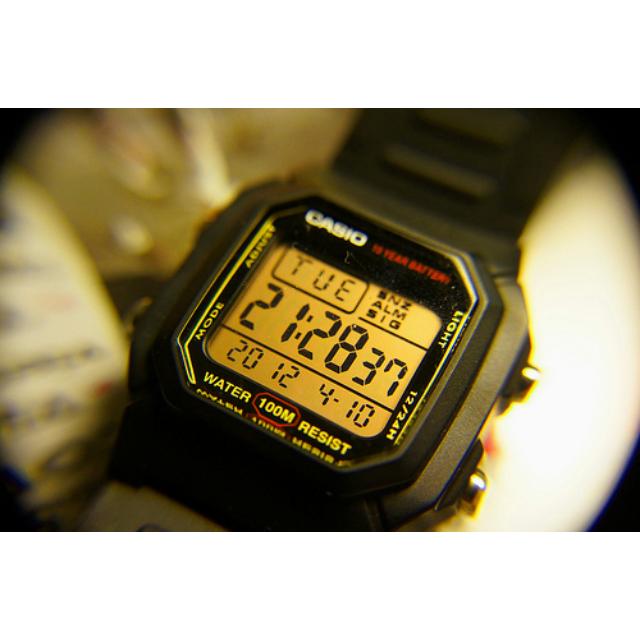 CASIO
10 YEAR BATTERY
ADJUST
TUE
SNZ
ALM
SIG
LIGHT
MODE
21:28 37
2012 4-10
12/24H
WATER 100M RESIST